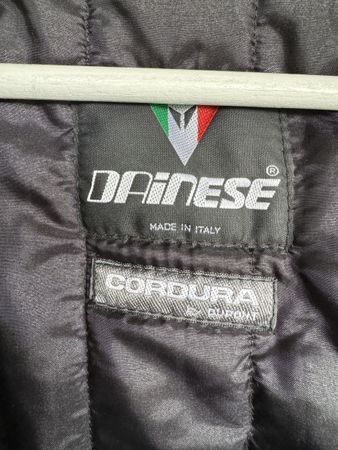 DAiNESE®
MADE IN ITALY
CORDURA®
BY DUPONT